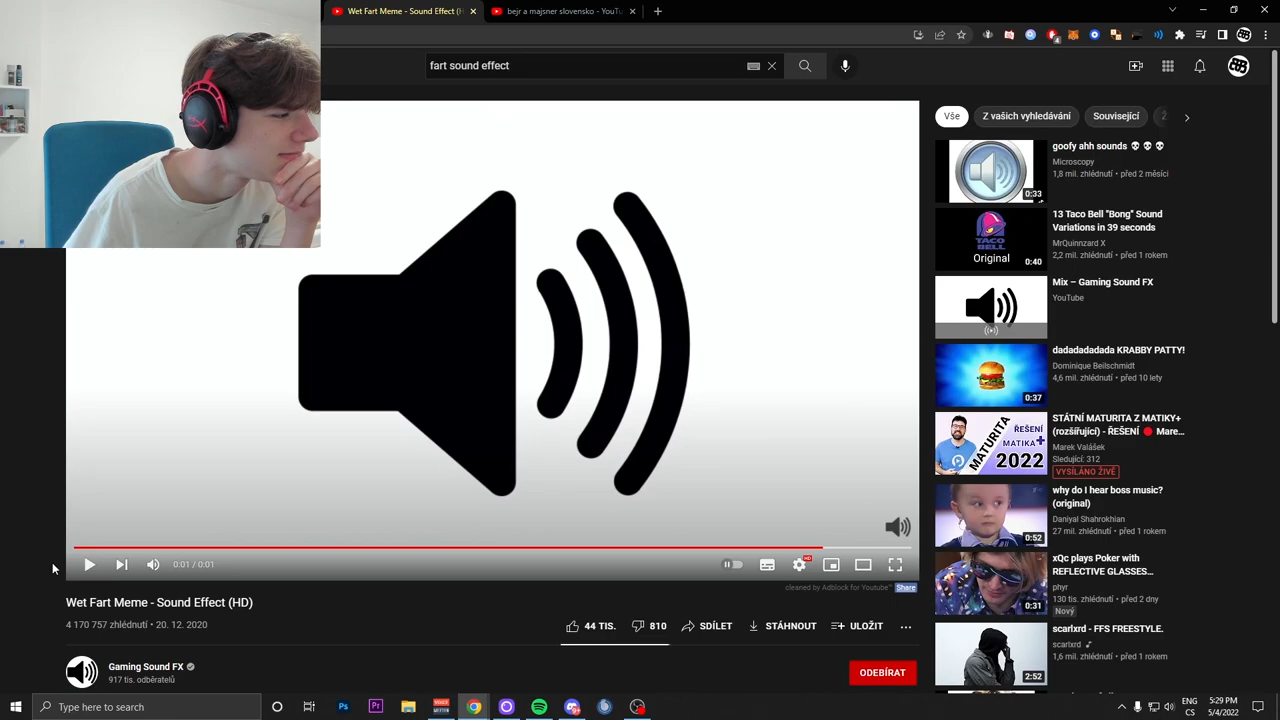 Wet Fart Meme - Sound Effect (H
bejr a majsner slovensko - YouTu
fart sound effect
Vše
Z vašich vyhledávání
Související
goofy ahh sounds 💀 💀 💀
Microscopy
1,8 mil. zhlédnutí • před 2 měsíci
0:33
13 Taco Bell "Bong" Sound
Variations in 39 seconds
MrQuinnzard X
2,2 mil. zhlédnutí • před 1 rokem
TACO
BELL
Original
0:40
Mix – Gaming Sound FX
YouTube
dadadadadada KRABBY PATTY!
Dominique Beilschmidt
4,6 mil. zhlédnutí • před 10 lety
0:37
STÁTNÍ MATURITA Z MATIKY+
(rozšířující) - ŘEŠENÍ 🔴 Mare...
Marek Valášek
Sledující: 312
VYSÍLÁNO ŽIVĚ
MATURITA
ŘEŠENÍ
MATIKA+
2022
why do I hear boss music?
(original)
Daniyal Shahrokhian
27 mil. zhlédnutí • před 1 rokem
0:52
xQc plays Poker with
REFLECTIVE GLASSES...
phyr
130 tis. zhlédnutí • před 2 dny
Nový
0:31
scarlxrd - FFS FREESTYLE.
scarlxrd
1,6 mil. zhlédnutí • před 1 rokem
2:52
0:01 / 0:01
HD
cleaned by Adblock for Youtube™ Share
Wet Fart Meme - Sound Effect (HD)
4 170 757 zhlédnutí • 20. 12. 2020
44 TIS.
810
SDÍLET
STÁHNOUT
ULOŽIT
Gaming Sound FX
917 tis. odběratelů
ODEBÍRAT
Type here to search
Ps
Pr
ENG
CS
5:29 PM
5/4/2022